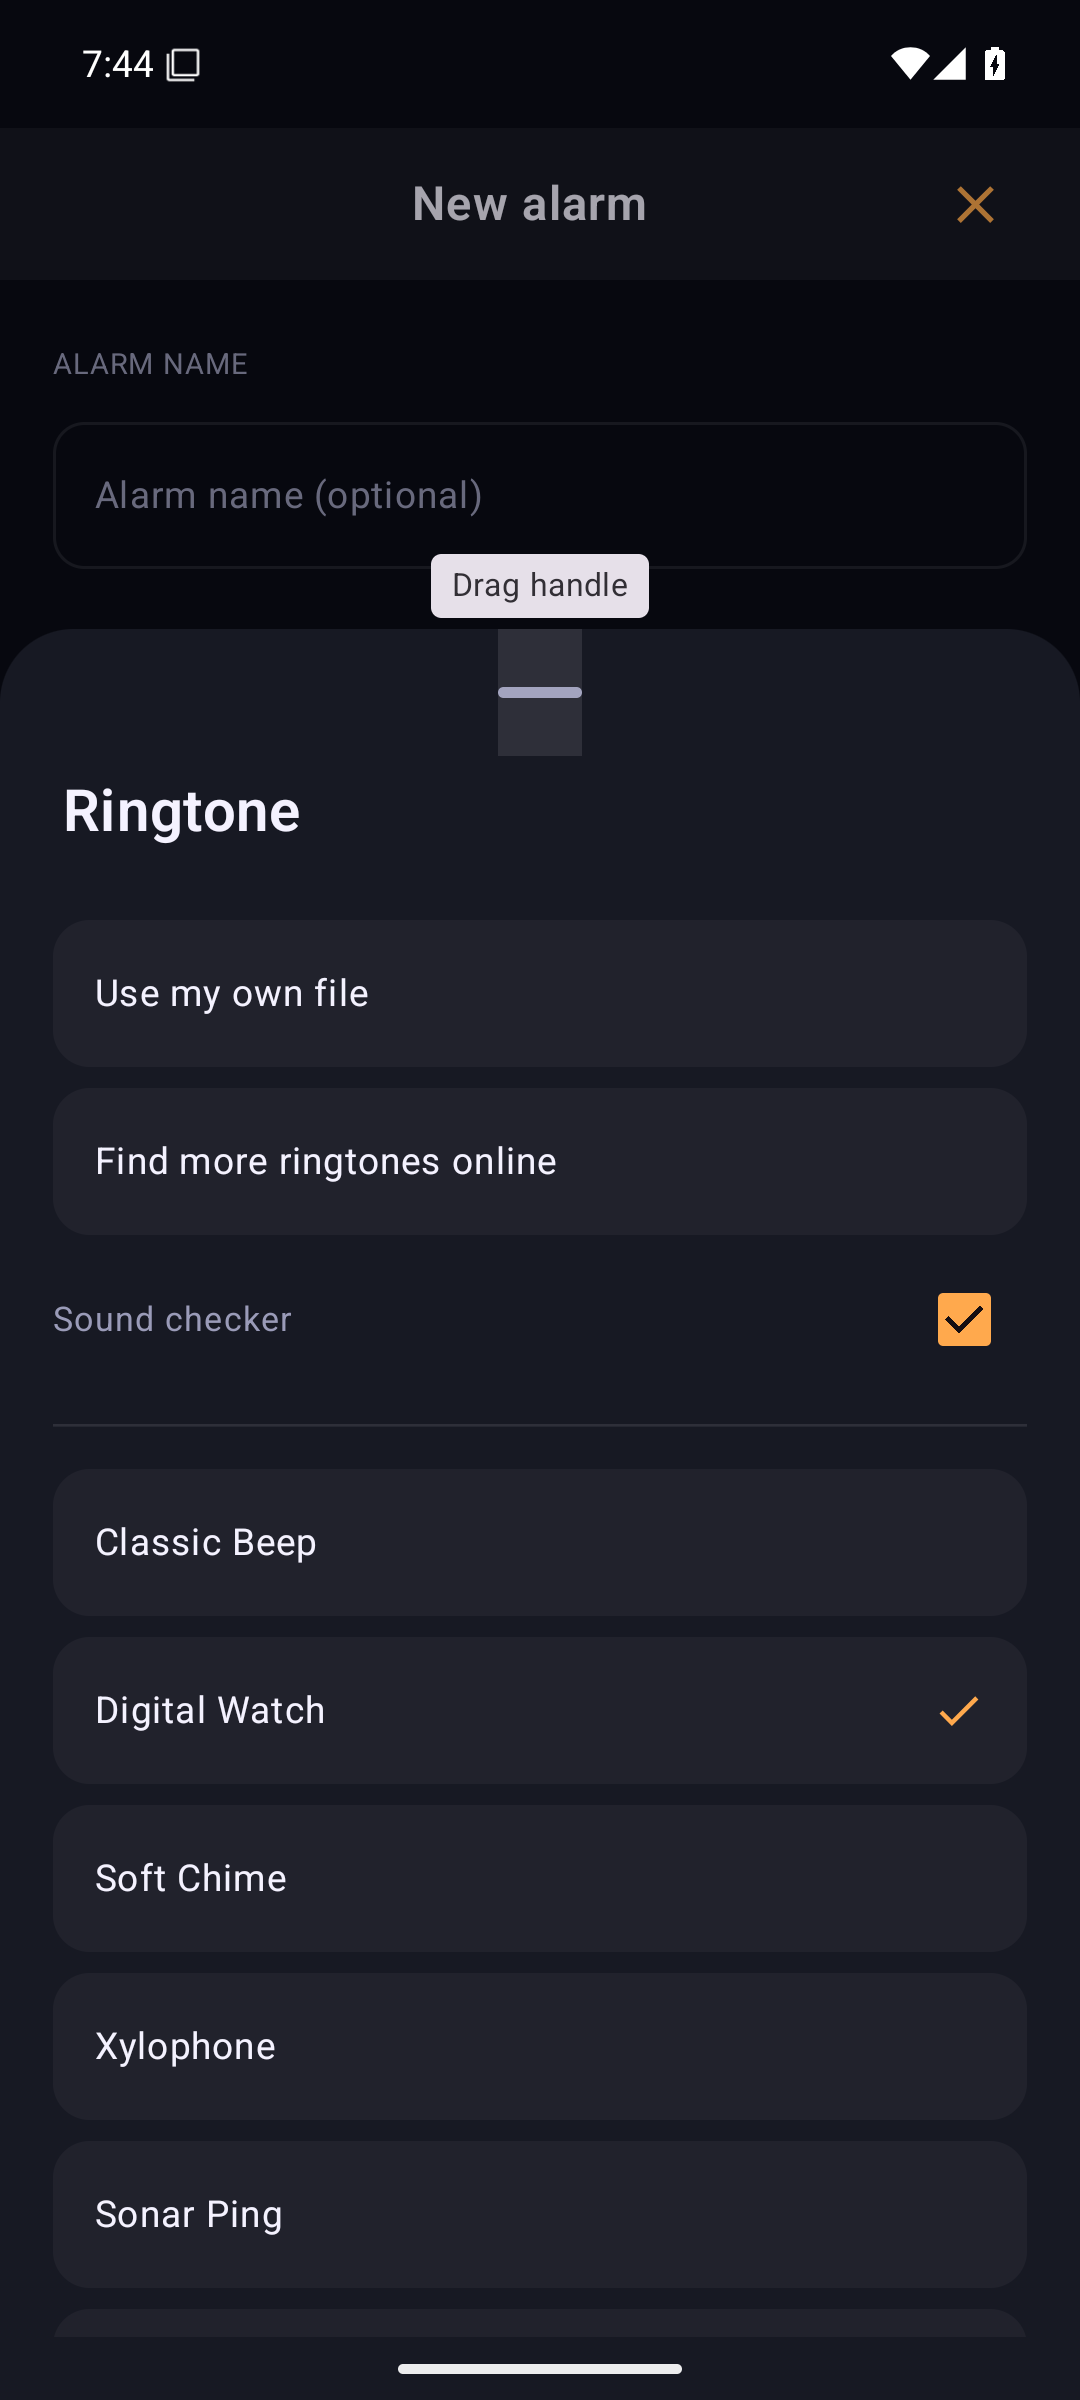 7:44
New alarm
ALARM NAME
Alarm name (optional)
Drag handle
Ringtone
Use my own file
Find more ringtones online
Sound checker
Classic Beep
Digital Watch
Soft Chime
Xylophone
Sonar Ping